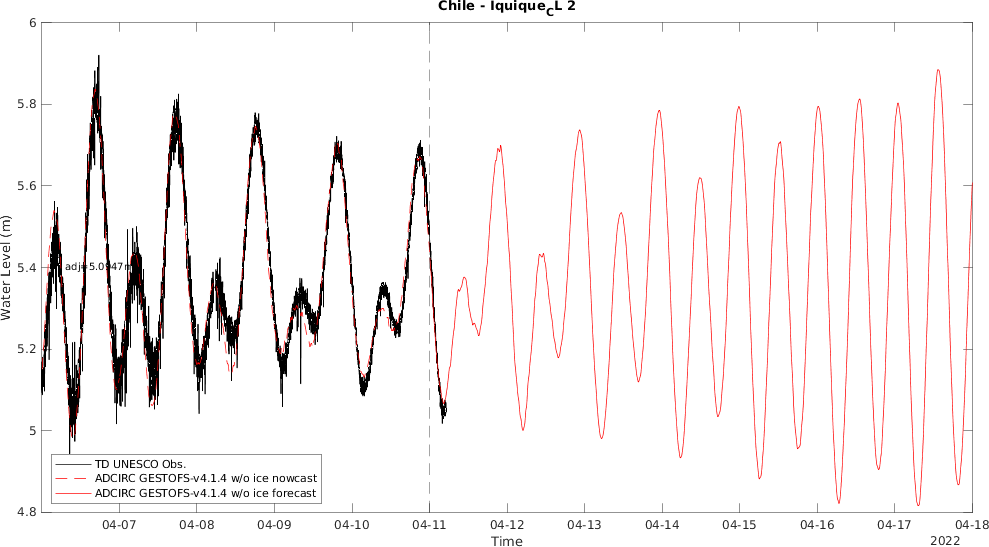 Chile - Iquique_CL 2
6
5.8
5.6
5.4
5.2
5
4.8
Water Level (m)
adj=5.0947m
TD UNESCO Obs.
ADCIRC GESTOFS-v4.1.4 w/o ice nowcast
ADCIRC GESTOFS-v4.1.4 w/o ice forecast
04-07 04-08 04-09 04-10 04-11 04-12 04-13 04-14 04-15 04-16 04-17 04-18
Time
2022